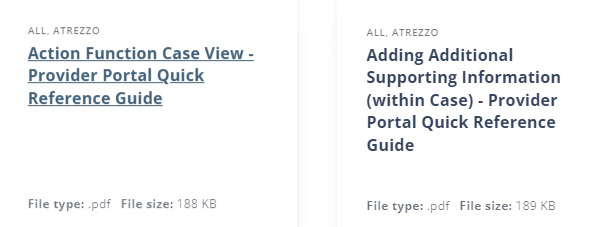 ALL, ATREZZO
Action Function Case View -
Provider Portal Quick
Reference Guide
File type: .pdf File size: 188 KB
ALL, ATREZZO
Adding Additional
Supporting Information
(within Case) - Provider
Portal Quick Reference
Guide
File type: .pdf File size: 189 KB